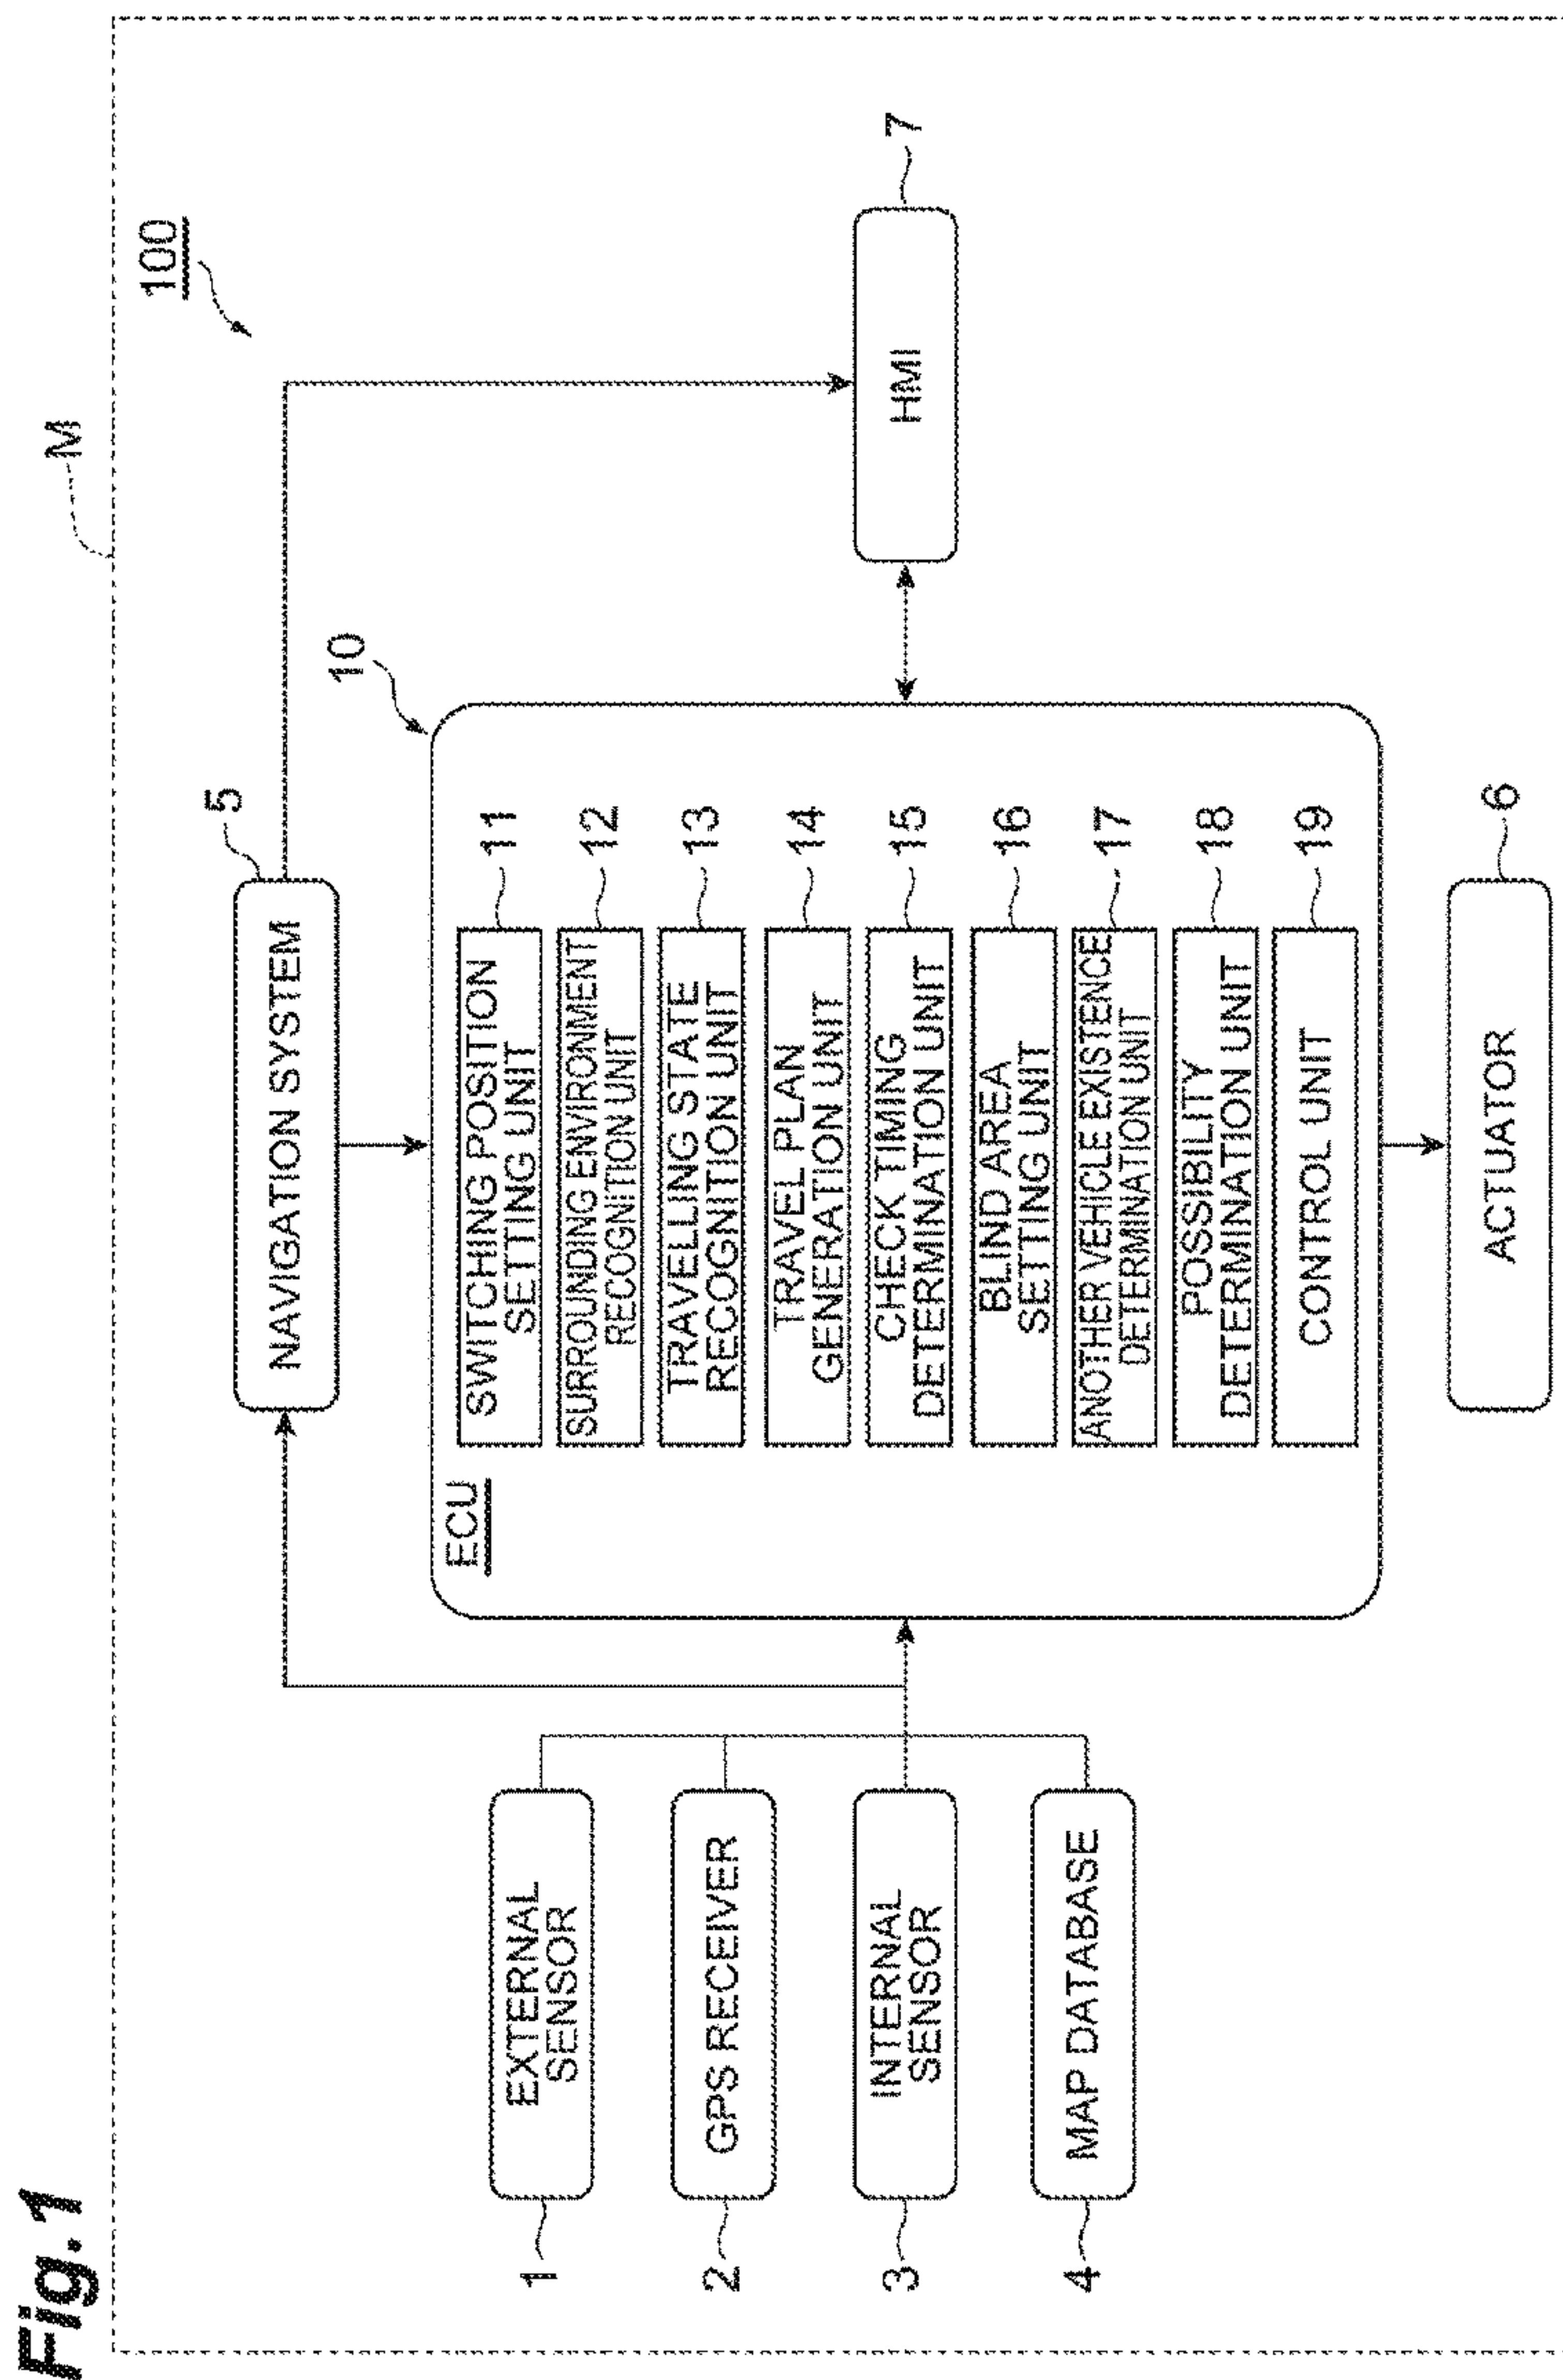 Fig.1
M
100
NAVIGATION SYSTEM
5
10
ECU
SWITCHING POSITION
SETTING UNIT
11
SURROUNDING ENVIRONMENT
RECOGNITION UNIT
12
TRAVELLING STATE
RECOGNITION UNIT
13
TRAVEL PLAN
GENERATION UNIT
14
CHECK TIMING
DETERMINATION UNIT
15
BLIND AREA
SETTING UNIT
16
ANOTHER VEHICLE EXISTENCE
DETERMINATION UNIT
17
POSSIBILITY
DETERMINATION UNIT
18
CONTROL UNIT
19
1
EXTERNAL
SENSOR
2
GPS RECEIVER
3
INTERNAL
SENSOR
4
MAP DATABASE
HMI
7
ACTUATOR
6